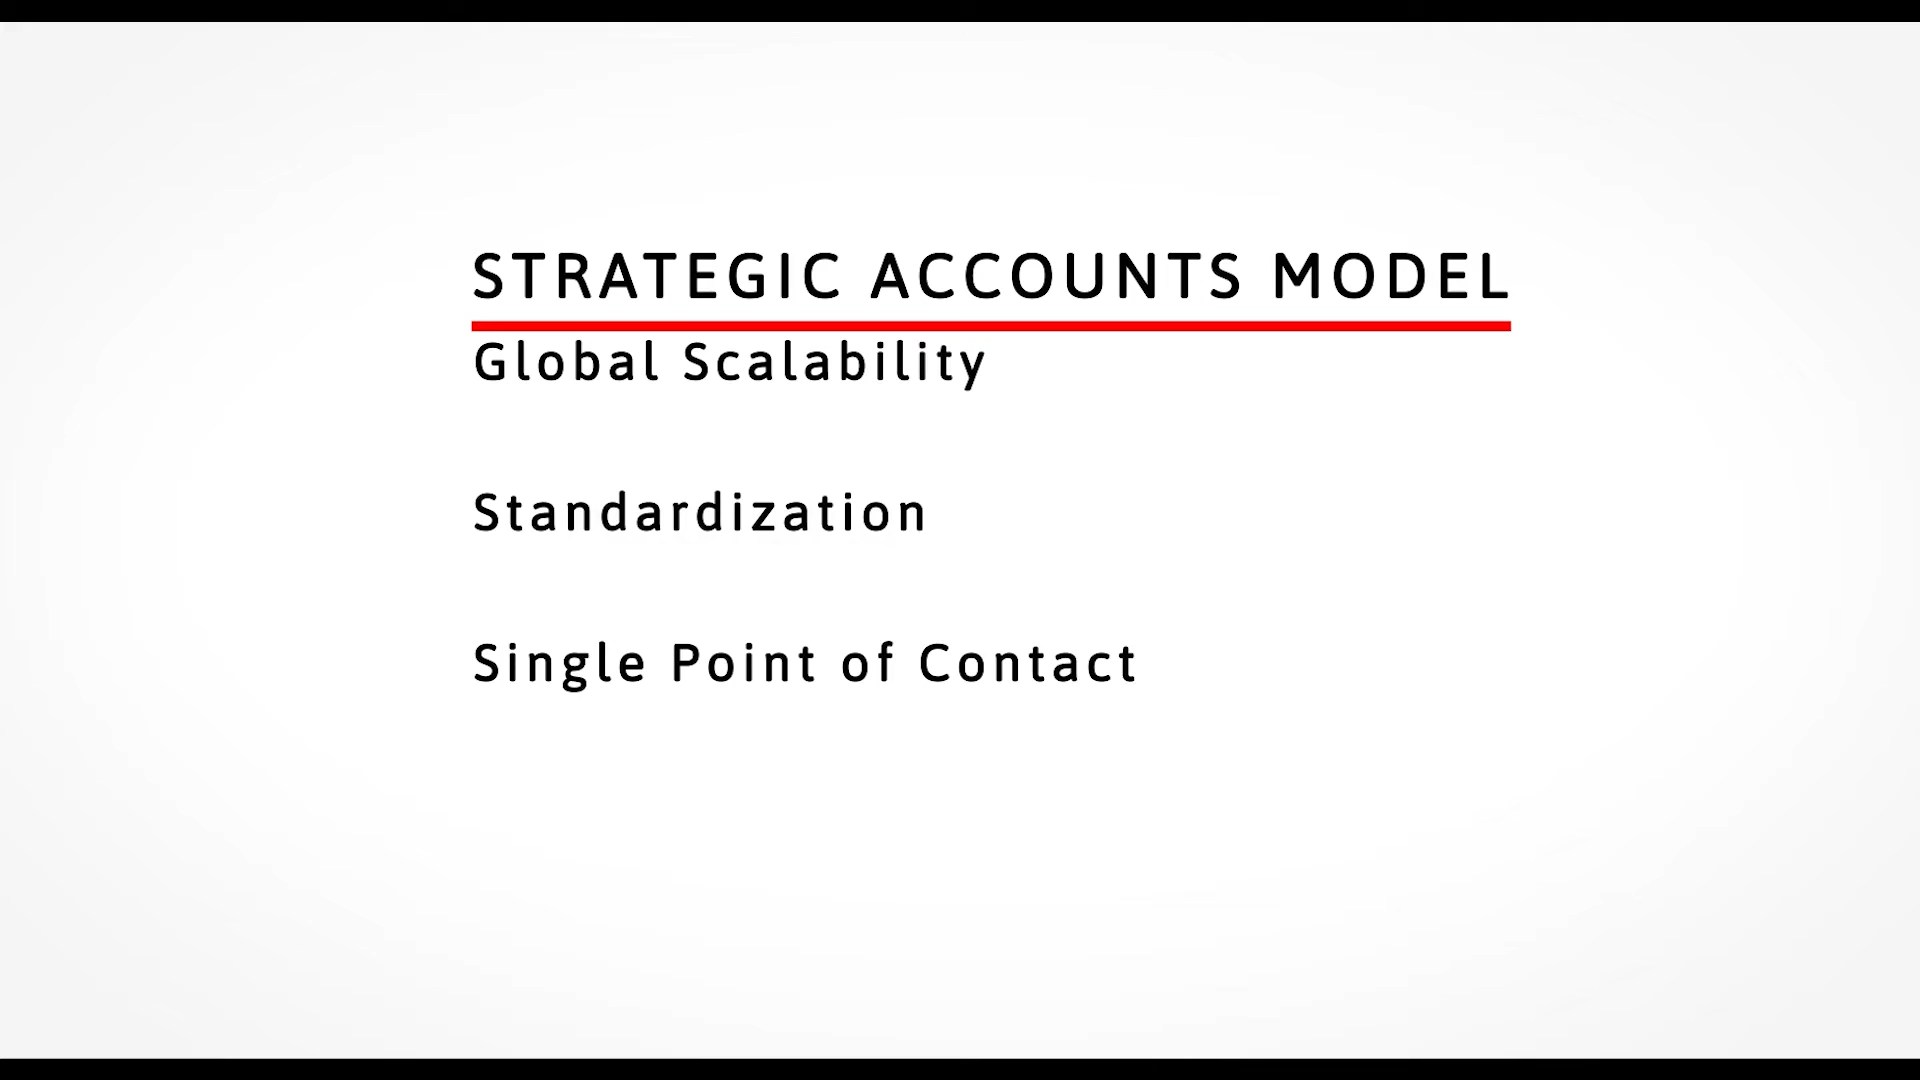 STRATEGIC ACCOUNTS MODEL
Global Scalability
Standardization
Single Point of Contact